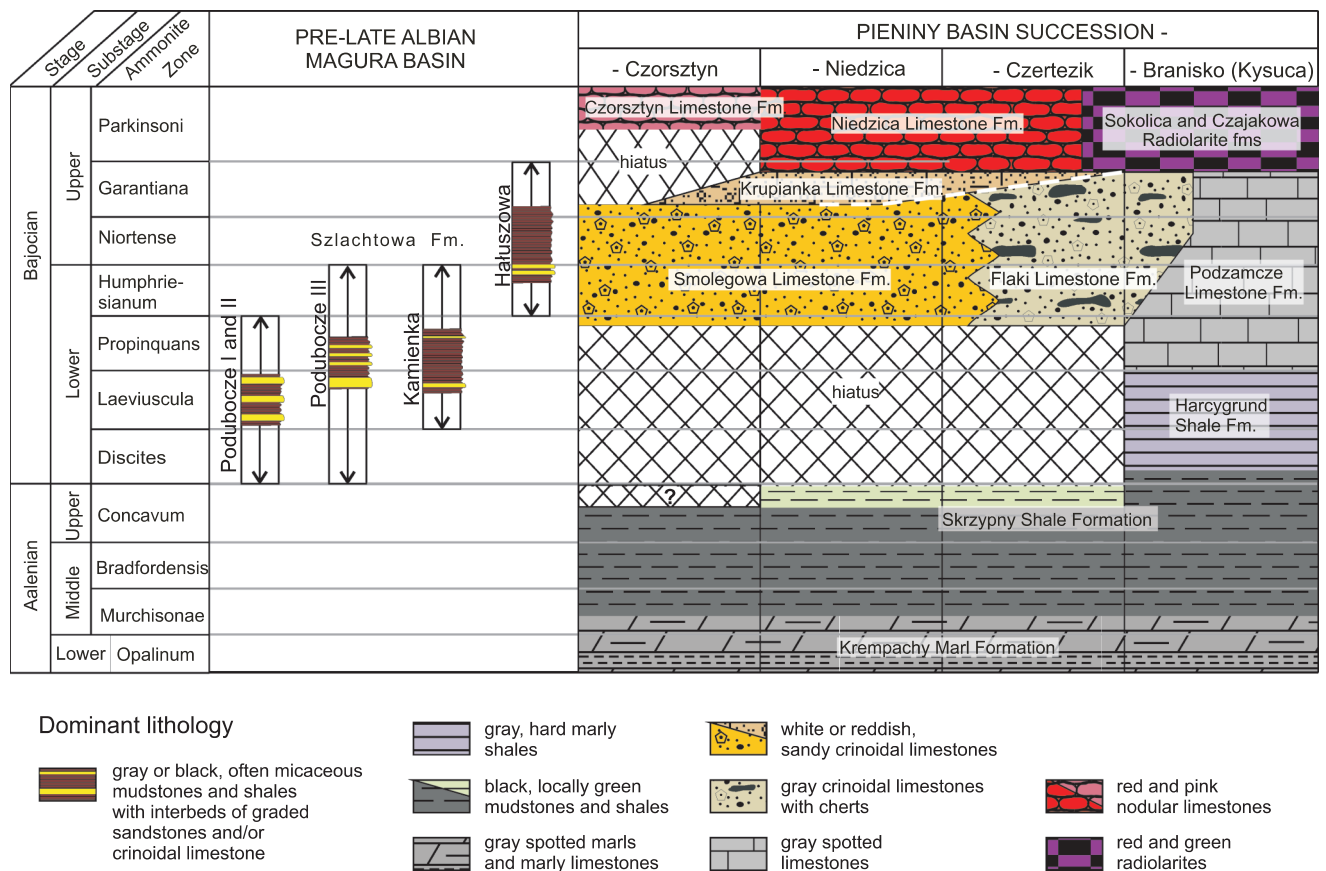 Stage
Substage
Ammonite
Zone
PRE-LATE ALBIAN
MAGURA BASIN
PIENINY BASIN SUCCESSION -
- Czorsztyn
- Niedzica
- Czertezik
- Branisko (Kysuca)
Bajocian
Upper
Lower
Parkinsoni
Garantiana
Niortense
Humphrie-
sianum
Propinquans
Laeviuscula
Discites
Aalenian
Upper
Middle
Lower
Concavum
Bradfordensis
Murchisonae
Opalinum
Szlachtowa Fm.
Podubocze I and II
Podubocze III
Kamienka
Hałuszowa
Czorsztyn Limestone Fm.
hiatus
Niedzica Limestone Fm.
Sokolica and Czajakowa
Radiolarite fms
Krupianka Limestone Fm.
Smolegowa Limestone Fm.
Flaki Limestone Fm.
Podzamcze
Limestone Fm.
hiatus
Harcygrund
Shale Fm.
?
Skrzypny Shale Formation
Krempachy Marl Formation
Dominant lithology
gray or black, often micaceous
mudstones and shales
with interbeds of graded
sandstones and/or
crinoidal limestone
gray, hard marly
shales
black, locally green
mudstones and shales
gray spotted marls
and marly limestones
white or reddish,
sandy crinoidal limestones
gray crinoidal limestones
with cherts
gray spotted
limestones
red and pink
nodular limestones
red and green
radiolarites